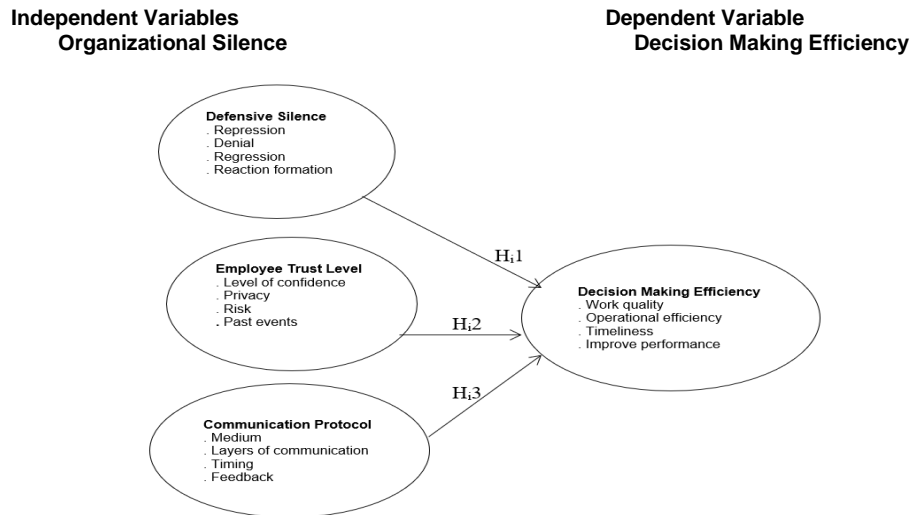 Independent Variables
Organizational Silence
Dependent Variable
Decision Making Efficiency
Defensive Silence
. Repression
. Denial
. Regression
. Reaction formation
Hi1
Employee Trust Level
. Level of confidence
. Privacy
. Risk
. Past events
Hi2
Decision Making Efficiency
. Work quality
. Operational efficiency
. Timeliness
. Improve performance
Hi3
Communication Protocol
. Medium
. Layers of communication
. Timing
. Feedback